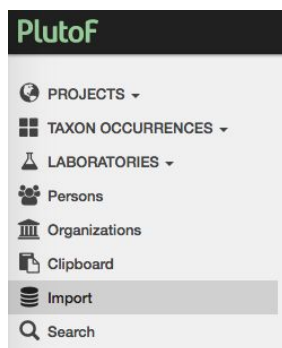 PlutoF
PROJECTS
TAXON OCCURRENCES
LABORATORIES
Persons
Organizations
Clipboard
Import
Search